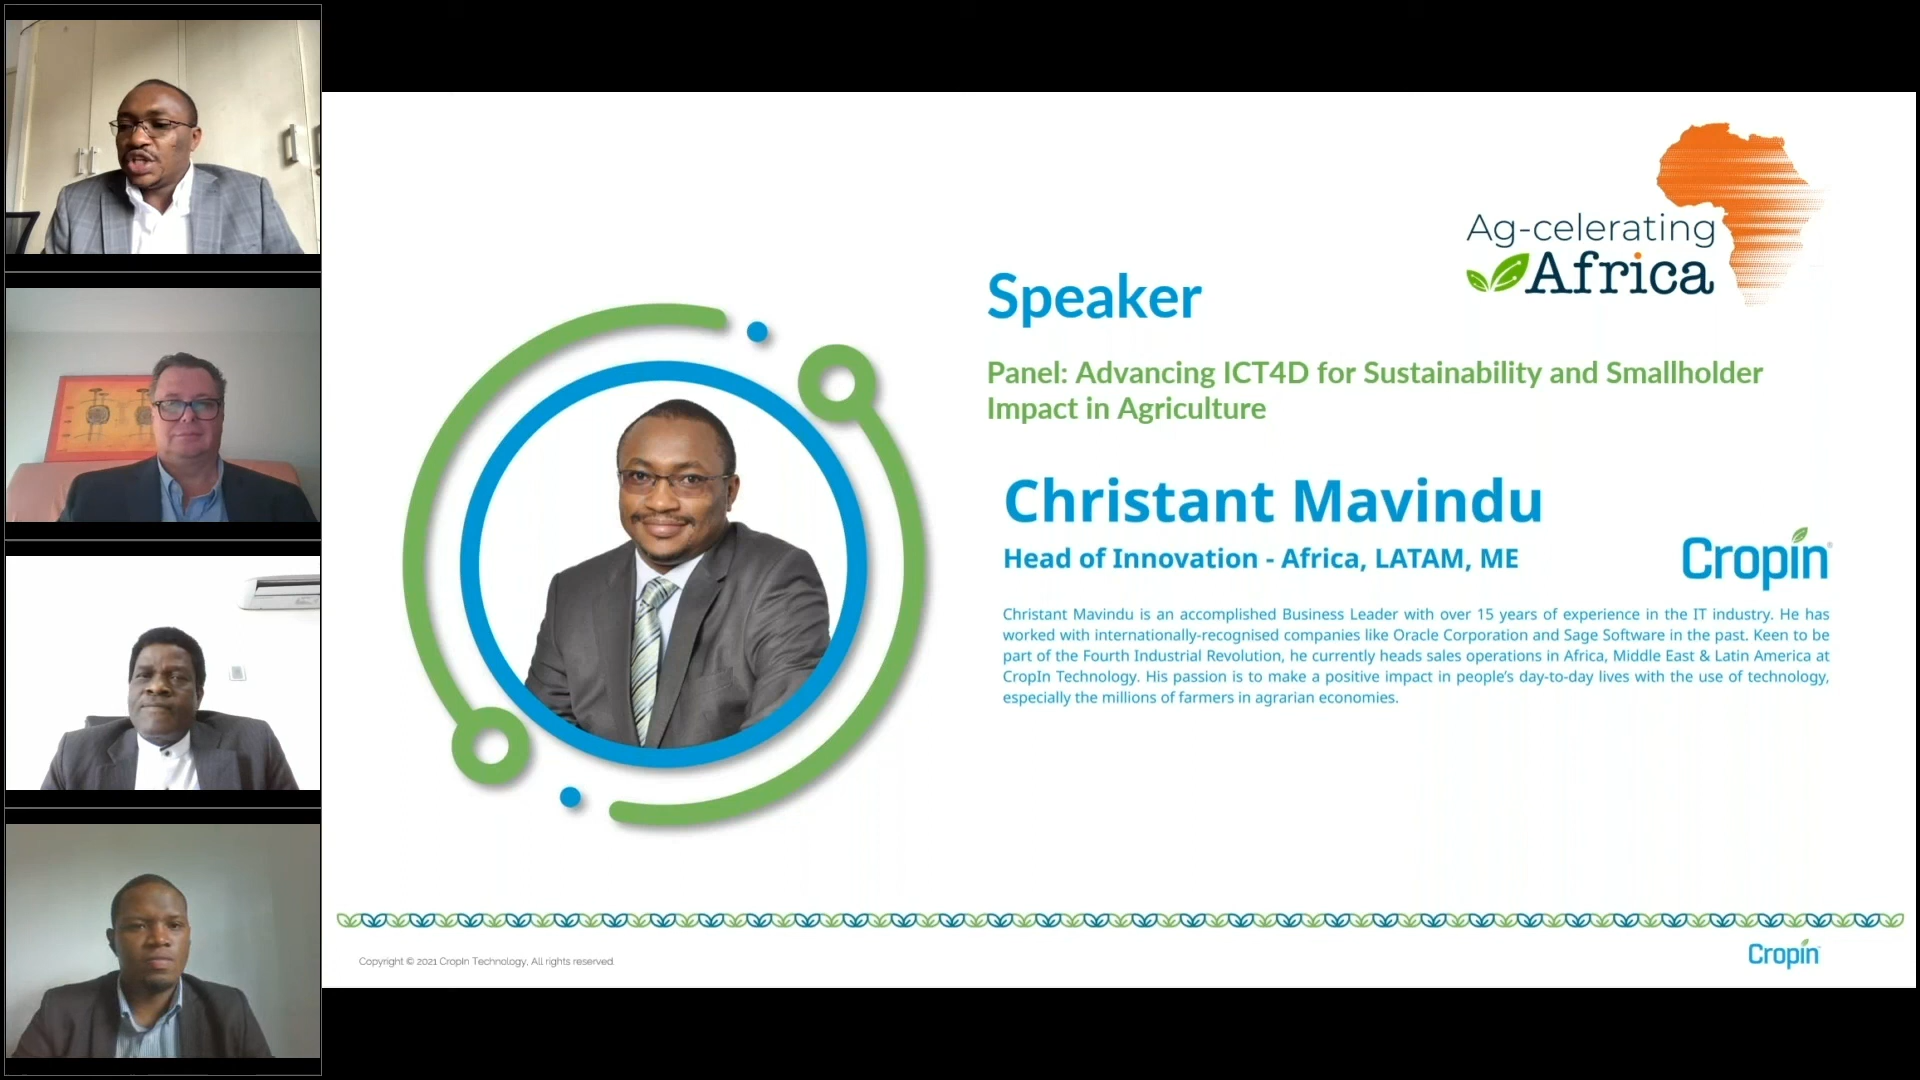 Ag-celerating
Africa
Speaker
Panel: Advancing ICT4D for Sustainability and Smallholder
Impact in Agriculture
Christant Mavindu
Head of Innovation - Africa, LATAM, ME
Cropin®
Christant Mavindu is an accomplished Business Leader with over 15 years of experience in the IT industry. He has
worked with internationally-recognised companies like Oracle Corporation and Sage Software in the past. Keen to be
part of the Fourth Industrial Revolution, he currently heads sales operations in Africa, Middle East & Latin America at
CropIn Technology. His passion is to make a positive impact in people's day-to-day lives with the use of technology,
especially the millions of farmers in agrarian economies.
Copyright © 2021 CropIn Technology, All rights reserved.
Cropin